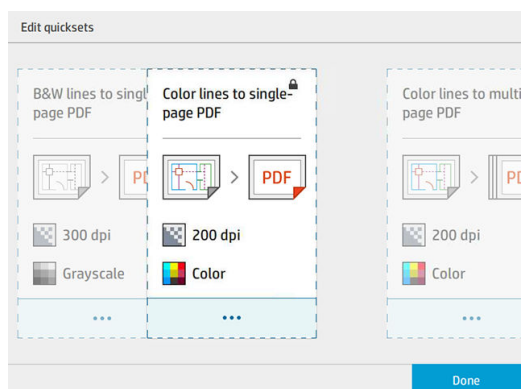 Edit quicksets
B&W lines to singl
page PDF
300 dpi
Grayscale
...
Color lines to single-
page PDF
PDF
200 dpi
Color
...
Color lines to multi
page PDF
200 dpi
Color
...
Done